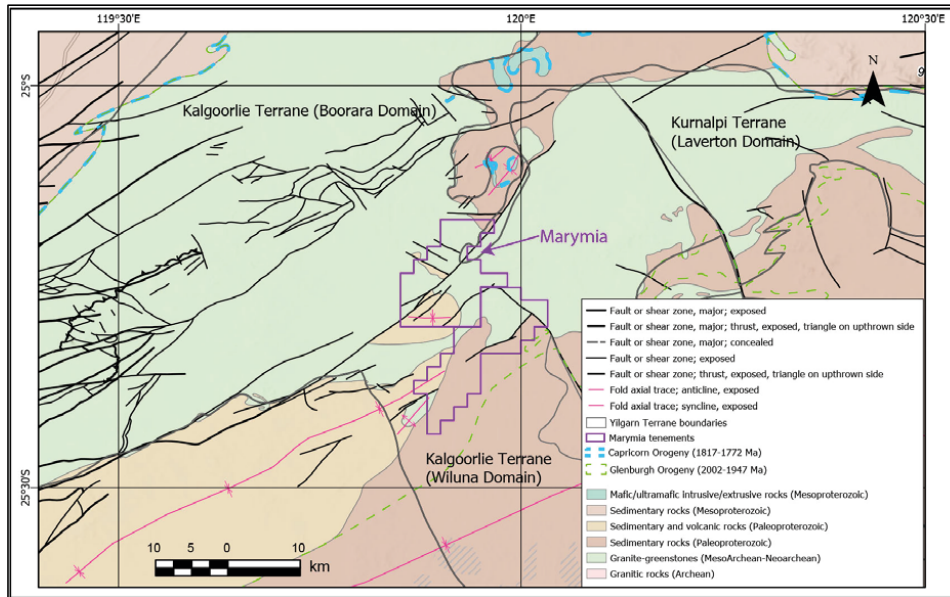 119°30'E
120°E
120°30'E
25°S
N
9
Kalgoorlie Terrane (Boorara Domain)
Kurnalpi Terrane
(Laverton Domain)
Marymia
Kalgoorlie Terrane
(Wiluna Domain)
25°30'S
10 5 0 10
km
Fault or shear zone, major; exposed
Fault or shear zone, major; thrust, exposed, triangle on upthrown side
Fault or shear zone, major; concealed
Fault or shear zone; exposed
Fault or shear zone; thrust, exposed, triangle on upthrown side
Fold axial trace; anticline, exposed
Fold axial trace; syncline, exposed
Yilgarn Terrane boundaries
Marymia tenements
Capricorn Orogeny (1817-1772 Ma)
Glenburgh Orogeny (2002-1947 Ma)
Mafic/ultramafic intrusive/extrusive rocks (Mesoproterozoic)
Sedimentary rocks (Mesoproterozoic)
Sedimentary and volcanic rocks (Paleoproterozoic)
Sedimentary rocks (Paleoproterozoic)
Granite-greenstones (MesoArchean-Neoarchean)
Granitic rocks (Archean)